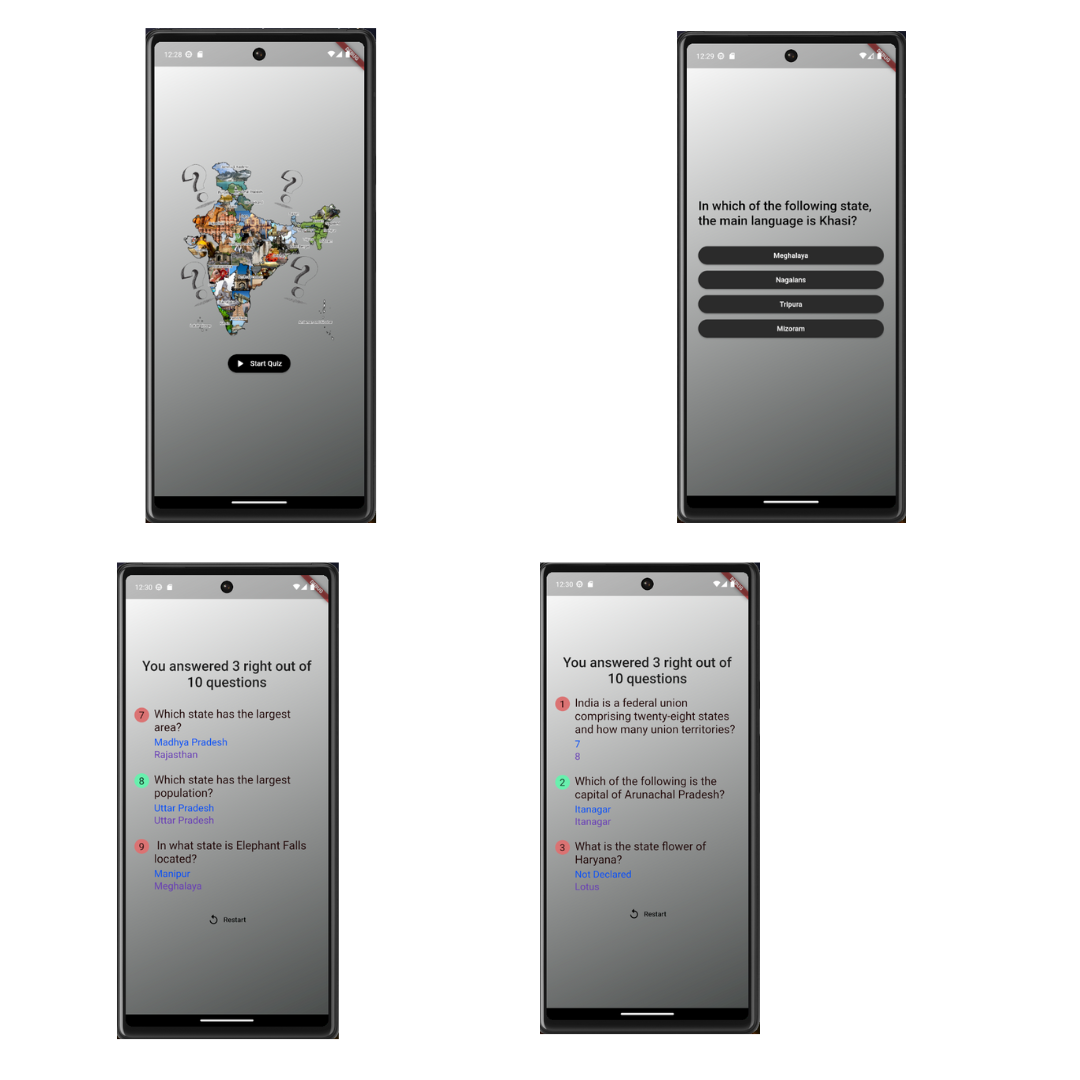 12:28
Start Quiz
12:29
In which of the following state,
the main language is Khasi?
Meghalaya
Nagalans
Tripura
Mizoram
12:30
You answered 3 right out of
10 questions
7 Which state has the largest
area?
Madhya Pradesh
Rajasthan
8 Which state has the largest
population?
Uttar Pradesh
Uttar Pradesh
9 In what state is Elephant Falls
located?
Manipur
Meghalaya
Restart
12:30
You answered 3 right out of
10 questions
1 India is a federal union
comprising twenty-eight states
and how many union territories?
7
8
2 Which of the following is the
capital of Arunachal Pradesh?
Itanagar
Itanagar
3 What is the state flower of
Haryana?
Not Declared
Lotus
Restart